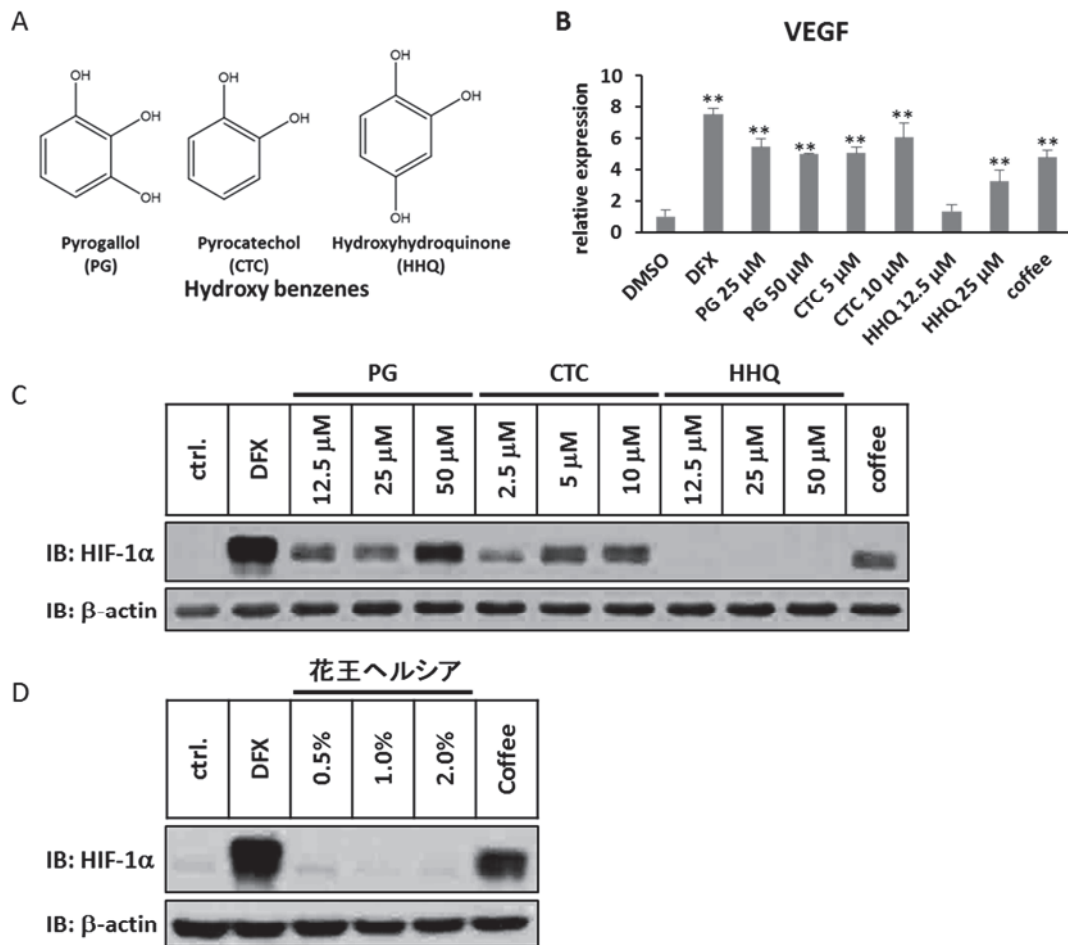 A
OH
OH
OH
Pyrogallol
(PG)
OH
OH
Pyrocatechol
(CTC)
OH
OH
OH
Hydroxyhydroquinone
(HHQ)
Hydroxy benzenes
B
VEGF
relative expression
10
8
6
4
2
0
**
**
**
**
**
**
**
DMSO
DFX
PG 25 μM
PG 50 μM
CTC 5 μM
CTC 10 μM
HHQ 12.5 μM
HHQ 25 μM
coffee
C
PG CTC HHQ
ctrl. DFX 12.5 μM 25 μM 50 μM 2.5 μM 5 μM 10 μM 12.5 μM 25 μM 50 μM coffee
IB: HIF-1α
IB: β-actin
D
花王ヘルシア
ctrl. DFX 0.5% 1.0% 2.0% Coffee
IB: HIF-1α
IB: β-actin